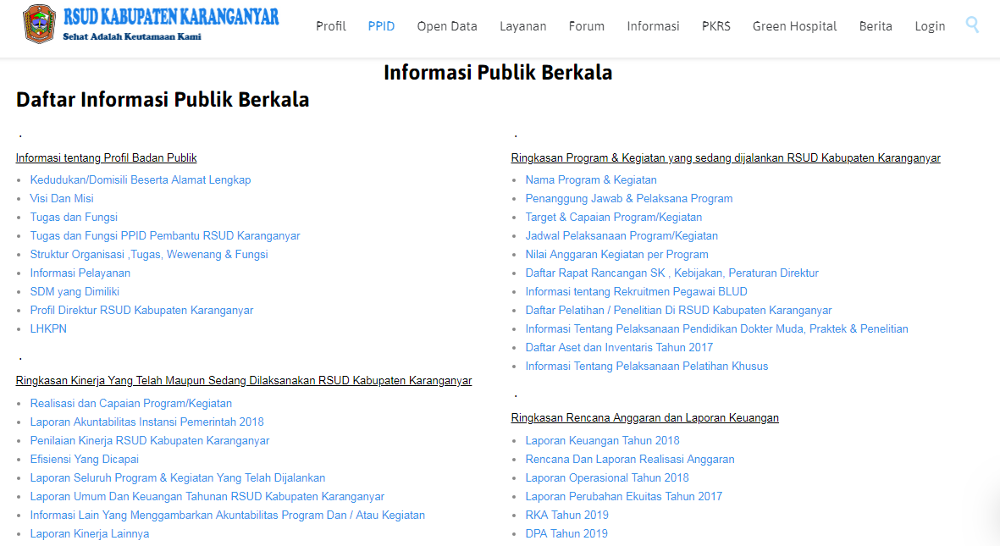 RSUD KABUPATEN KARANGANYAR
Sehat Adalah Keutamaan Kami
Profil PPID Open Data Layanan Forum Informasi PKRS Green Hospital Berita Login
Informasi Publik Berkala
Daftar Informasi Publik Berkala
.
Informasi tentang Profil Badan Publik
• Kedudukan/Domisili Beserta Alamat Lengkap
• Visi Dan Misi
• Tugas dan Fungsi
• Tugas dan Fungsi PPID Pembantu RSUD Karanganyar
• Struktur Organisasi ,Tugas, Wewenang & Fungsi
• Informasi Pelayanan
• SDM yang Dimiliki
• Profil Direktur RSUD Kabupaten Karanganyar
• LHKPN
.
Ringkasan Kinerja Yang Telah Maupun Sedang Dilaksanakan RSUD Kabupaten Karanganyar
• Realisasi dan Capaian Program/Kegiatan
• Laporan Akuntabilitas Instansi Pemerintah 2018
• Penilaian Kinerja RSUD Kabupaten Karanganyar
• Efisiensi Yang Dicapai
• Laporan Seluruh Program & Kegiatan Yang Telah Dijalankan
• Laporan Umum Dan Keuangan Tahunan RSUD Kabupaten Karanganyar
• Informasi Lain Yang Menggambarkan Akuntabilitas Program Dan / Atau Kegiatan
• Laporan Kinerja Lainnya
.
Ringkasan Program & Kegiatan yang sedang dijalankan RSUD Kabupaten Karanganyar
• Nama Program & Kegiatan
• Penanggung Jawab & Pelaksana Program
• Target & Capaian Program/Kegiatan
• Jadwal Pelaksanaan Program/Kegiatan
• Nilai Anggaran Kegiatan per Program
• Daftar Rapat Rancangan SK , Kebijakan, Peraturan Direktur
• Informasi tentang Rekruitmen Pegawai BLUD
• Daftar Pelatihan / Penelitian Di RSUD Kabupaten Karanganyar
• Informasi Tentang Pelaksanaan Pendidikan Dokter Muda, Praktek & Penelitian
• Daftar Aset dan Inventaris Tahun 2017
• Informasi Tentang Pelaksanaan Pelatihan Khusus
.
Ringkasan Rencana Anggaran dan Laporan Keuangan
• Laporan Keuangan Tahun 2018
• Rencana Dan Laporan Realisasi Anggaran
• Laporan Operasional Tahun 2018
• Laporan Perubahan Ekuitas Tahun 2017
• RKA Tahun 2019
• DPA Tahun 2019